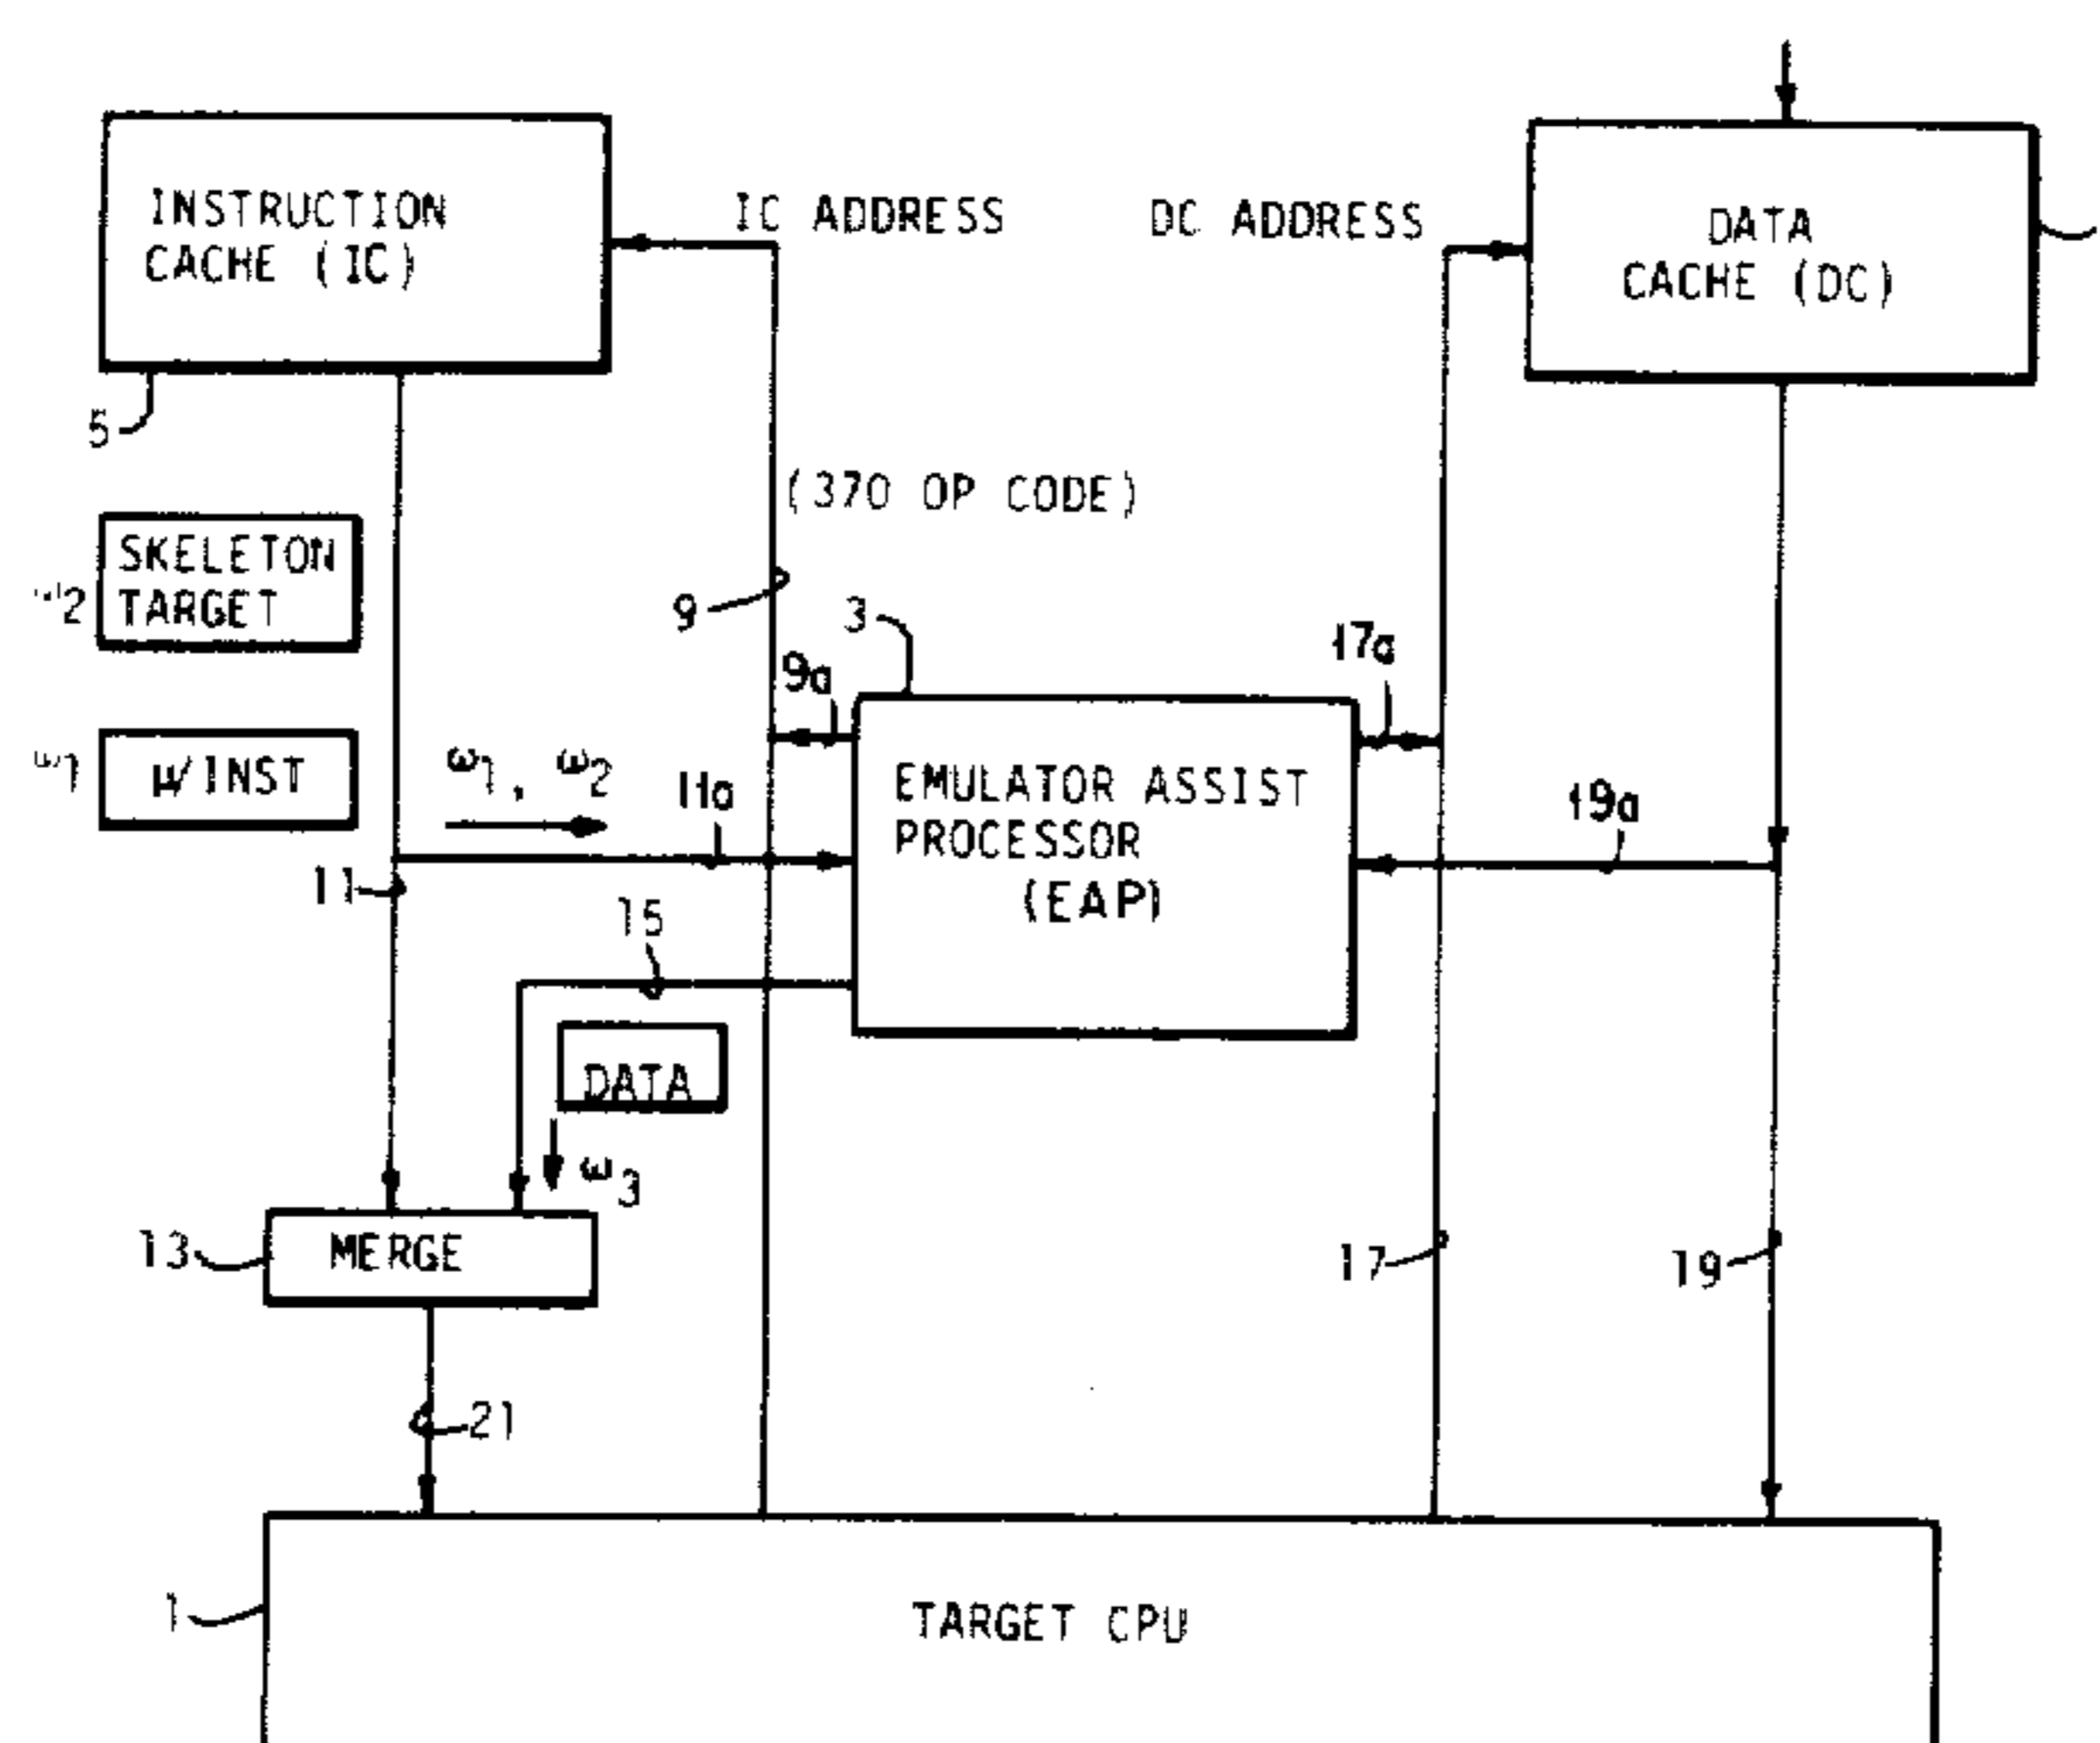 INSTRUCTION
CACHE (IC)
IC ADDRESS
DC ADDRESS
DATA
CACHE (DC)
5
(370 OP CODE)
SKELETON
TARGET
ω2
9
3
9a
17a
ω1
μ/INST
ω1, ω2
11a
EMULATOR ASSIST
PROCESSOR
(EAP)
19a
11
15
DATA
ω3
13
MERGE
17
19
21
1
TARGET CPU